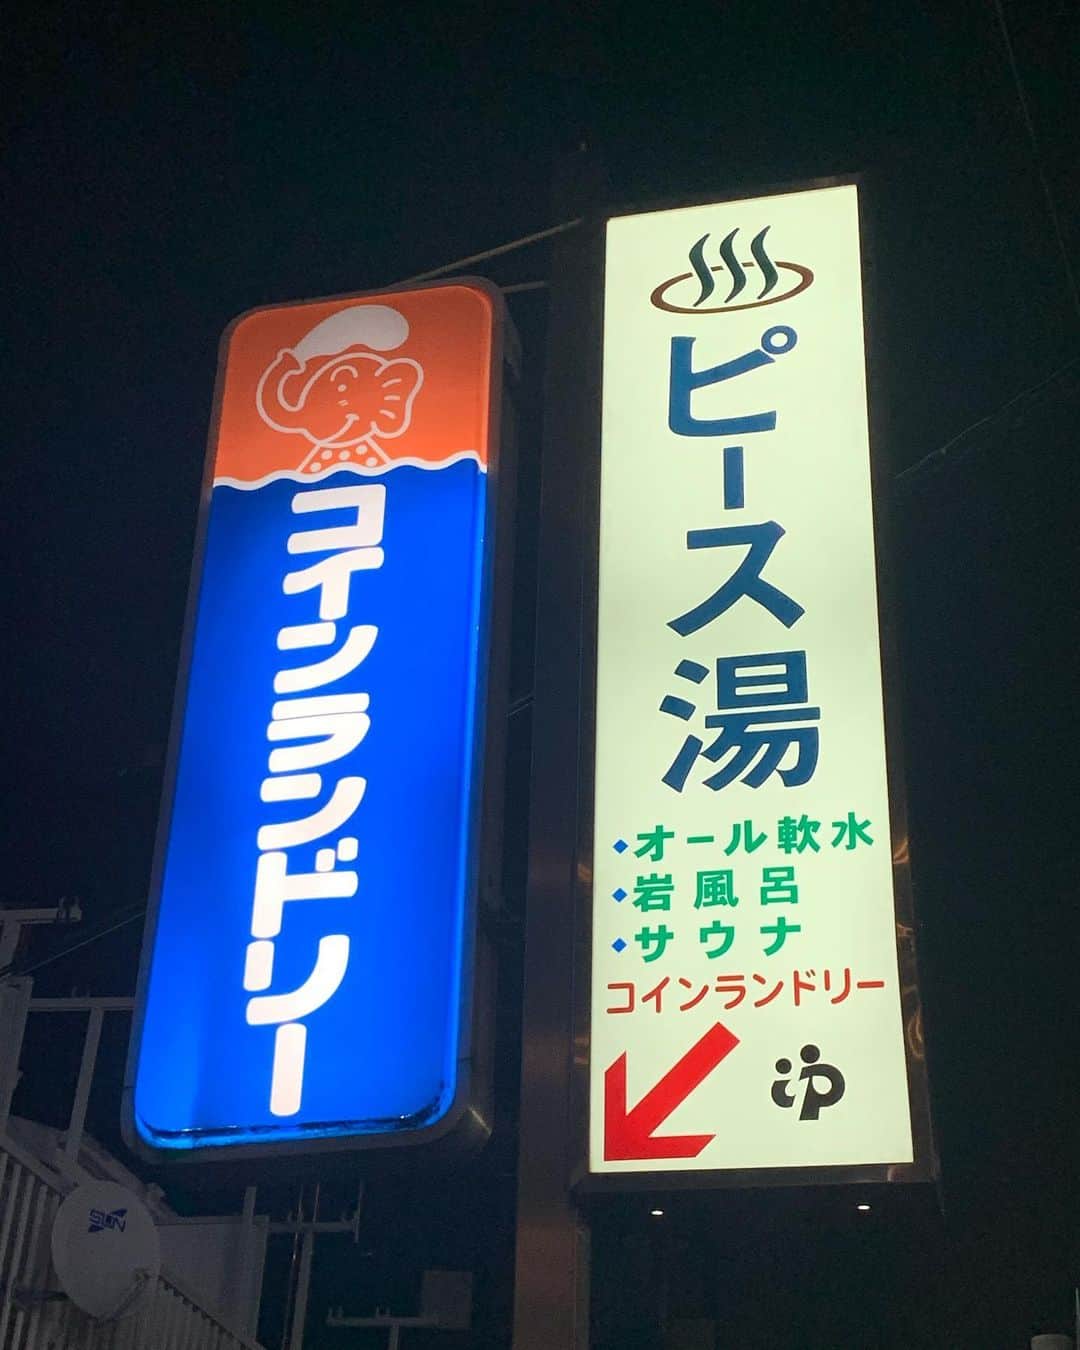 コインランドリー
ピース湯
・オール軟水
・岩風呂
・サウナ
コインランドリー
ip
SUN